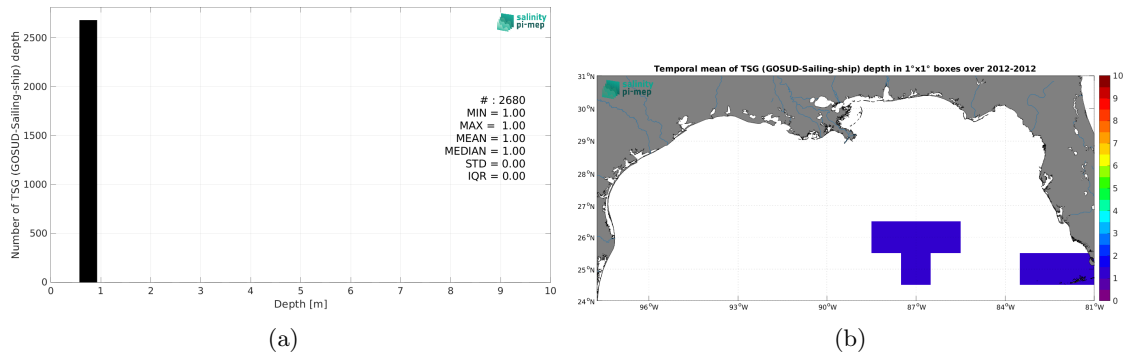 salinity
pi-mep
Number of TSG (GOSUD-Sailing-ship) depth
2500
2000
1500
1000
500
0
# : 2680
MIN = 1.00
MAX = 1.00
MEAN = 1.00
MEDIAN = 1.00
STD = 0.00
IQR = 0.00
0 1 2 3 4 5 6 7 8 9 10
Depth [m]
(a)
Temporal mean of TSG (GOSUD-Sailing-ship) depth in 1°x1° boxes over 2012-2012
salinity
pi-mep
31°N
30°N
29°N
28°N
27°N
26°N
25°N
24°N
96°W 93°W 90°W 87°W 84°W 81°W
10
9
8
7
6
5
4
3
2
1
0
(b)